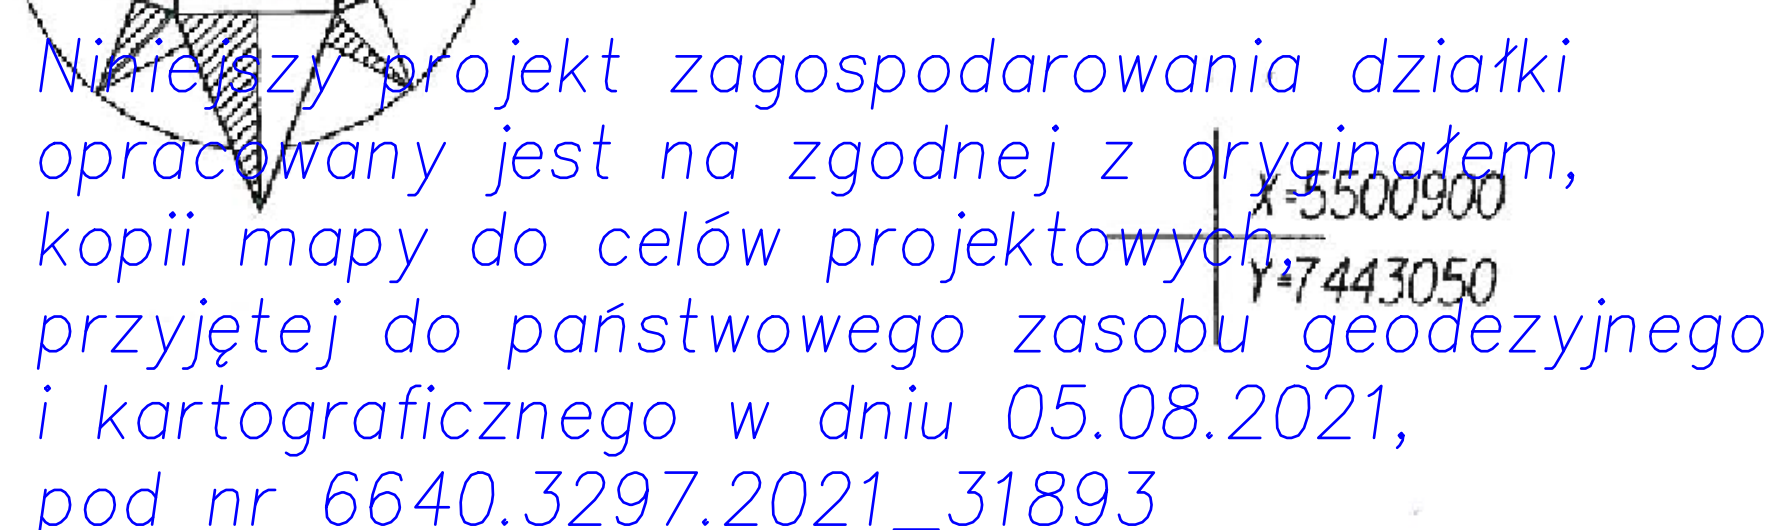 Niniejszy projekt zagospodarowania działki
opracowany jest na zgodnej z oryginałem,
X=5500900
kopii mapy do celów projektowych,
Y=7443050
przyjętej do państwowego zasobu geodezyjnego
i kartograficznego w dniu 05.08.2021,
pod nr 6640.3297.2021_31893